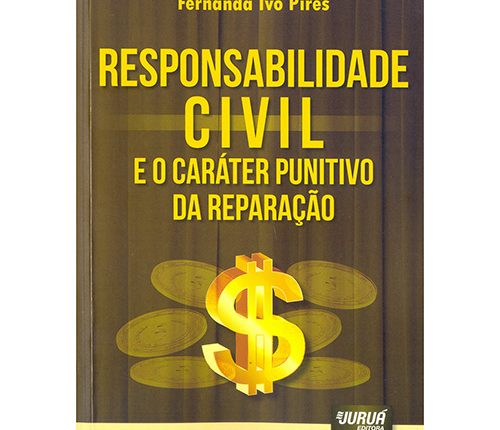 Fernanda Ivo Pires
RESPONSABILIDADE
CIVIL
E O CARÁTER PUNITIVO
DA REPARAÇÃO
$
JURUÁ
EDITORA